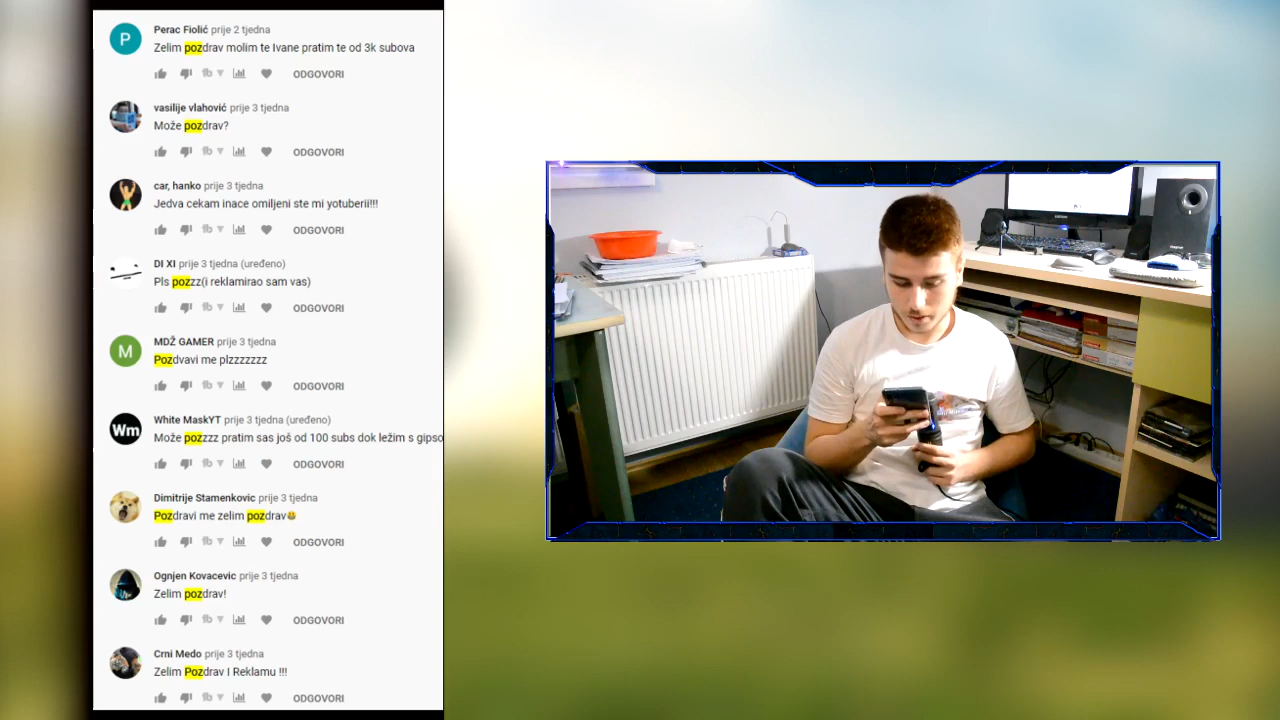 P
Perac Fiolić prije 2 tjedna
Zelim pozdrav molim te Ivane pratim te od 3k subova
ODGOVORI
vasilije vlahović prije 3 tjedna
Može pozdrav?
ODGOVORI
car, hanko prije 3 tjedna
Jedva cekam inace omiljeni ste mi yotuberii!!!
ODGOVORI
DI XI prije 3 tjedna (uređeno)
Pls pozzz(i reklamirao sam vas)
ODGOVORI
M
MDŽ GAMER prije 3 tjedna
Pozdvavi me plzzzzzzz
ODGOVORI
Wm
White MaskYT prije 3 tjedna (uređeno)
Može pozzzz pratim sas još od 100 subs dok ležim s gipso
ODGOVORI
Dimitrije Stamenkovic prije 3 tjedna
Pozdravi me zelim pozdrav😃
ODGOVORI
Ognjen Kovacevic prije 3 tjedna
Zelim pozdrav!
ODGOVORI
Crni Medo prije 3 tjedna
Zelim Pozdrav I Reklamu !!!
ODGOVORI